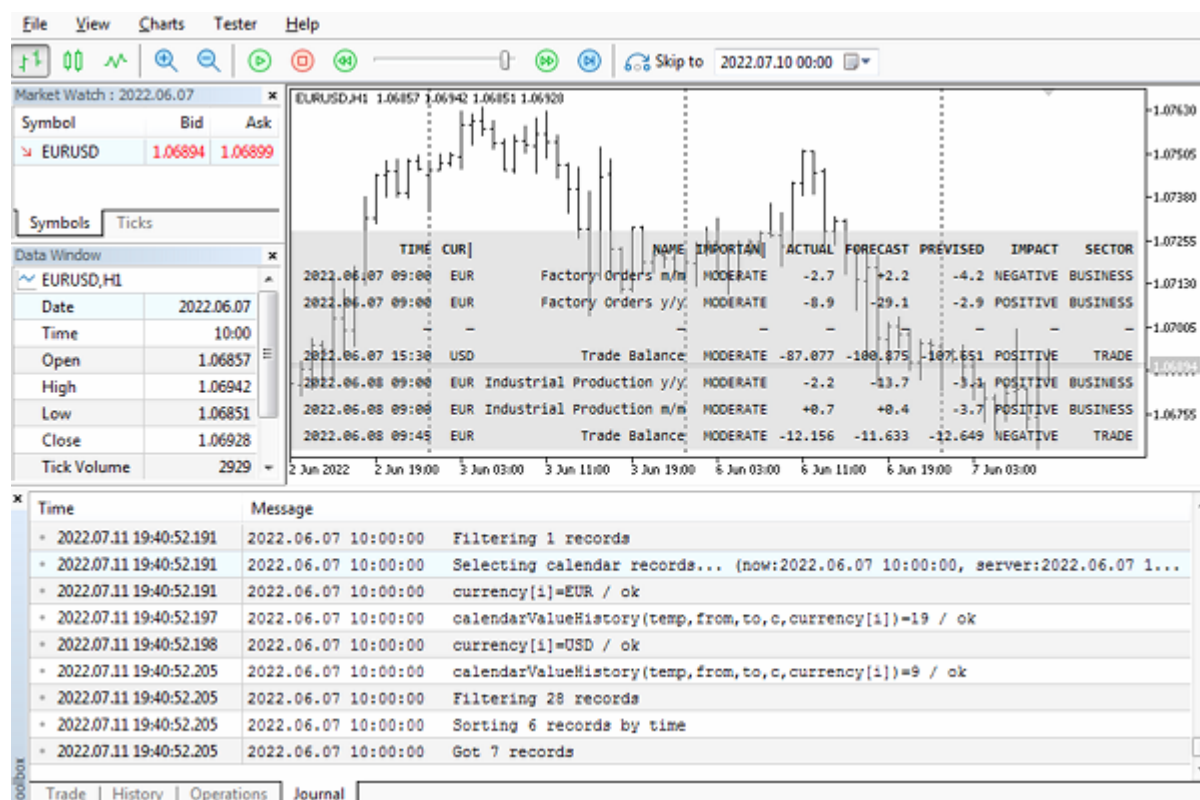 File View Charts Tester Help
Skip to 2022.07.10 00:00
Market Watch : 2022.06.07
Symbol Bid Ask
EURUSD 1.06894 1.06899
Symbols Ticks
Data Window
EURUSD,H1
Date 2022.06.07
Time 10:00
Open 1.06857
High 1.06942
Low 1.06851
Close 1.06928
Tick Volume 2929
EURUSD,H1 1.06857 1.06942 1.06851 1.06928
1.07630
1.07505
1.07380
1.07255
1.07130
1.07005
1.06894
1.06755
TIME CUR| NAME IMPORTAN| ACTUAL FORECAST PREVISED IMPACT SECTOR
2022.06.07 09:00 EUR Factory Orders m/m MODERATE -2.7 +2.2 -4.2 NEGATIVE BUSINESS
2022.06.07 09:00 EUR Factory Orders y/y MODERATE -8.9 -29.1 -2.9 POSITIVE BUSINESS
— — — — — — — — —
2022.06.07 15:30 USD Trade Balance MODERATE -87.077 -100.875 -107.651 POSITIVE TRADE
2022.06.08 09:00 EUR Industrial Production y/y MODERATE -2.2 -13.7 -3.1 POSITIVE BUSINESS
2022.06.08 09:00 EUR Industrial Production m/m MODERATE +0.7 +0.4 -3.7 POSITIVE BUSINESS
2022.06.08 09:45 EUR Trade Balance MODERATE -12.156 -11.633 -12.649 NEGATIVE TRADE
2 Jun 2022 2 Jun 19:00 3 Jun 03:00 3 Jun 11:00 3 Jun 19:00 6 Jun 03:00 6 Jun 11:00 6 Jun 19:00 7 Jun 03:00
Time Message
2022.07.11 19:40:52.191 2022.06.07 10:00:00 Filtering 1 records
2022.07.11 19:40:52.191 2022.06.07 10:00:00 Selecting calendar records... (now:2022.06.07 10:00:00, server:2022.06.07 1...
2022.07.11 19:40:52.191 2022.06.07 10:00:00 currency[i]=EUR / ok
2022.07.11 19:40:52.197 2022.06.07 10:00:00 calendarValueHistory(temp,from,to,c,currency[i])=19 / ok
2022.07.11 19:40:52.198 2022.06.07 10:00:00 currency[i]=USD / ok
2022.07.11 19:40:52.205 2022.06.07 10:00:00 calendarValueHistory(temp,from,to,c,currency[i])=9 / ok
2022.07.11 19:40:52.205 2022.06.07 10:00:00 Filtering 28 records
2022.07.11 19:40:52.205 2022.06.07 10:00:00 Sorting 6 records by time
2022.07.11 19:40:52.205 2022.06.07 10:00:00 Got 7 records
Trade | History | Operations Journal